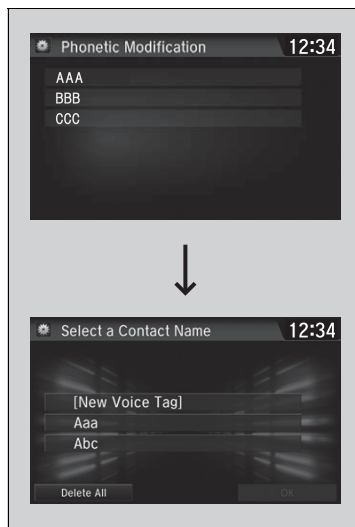 Phonetic Modification 12:34
AAA
BBB
CCC
Select a Contact Name 12:34
[New Voice Tag]
Aaa
Abc
Delete All OK